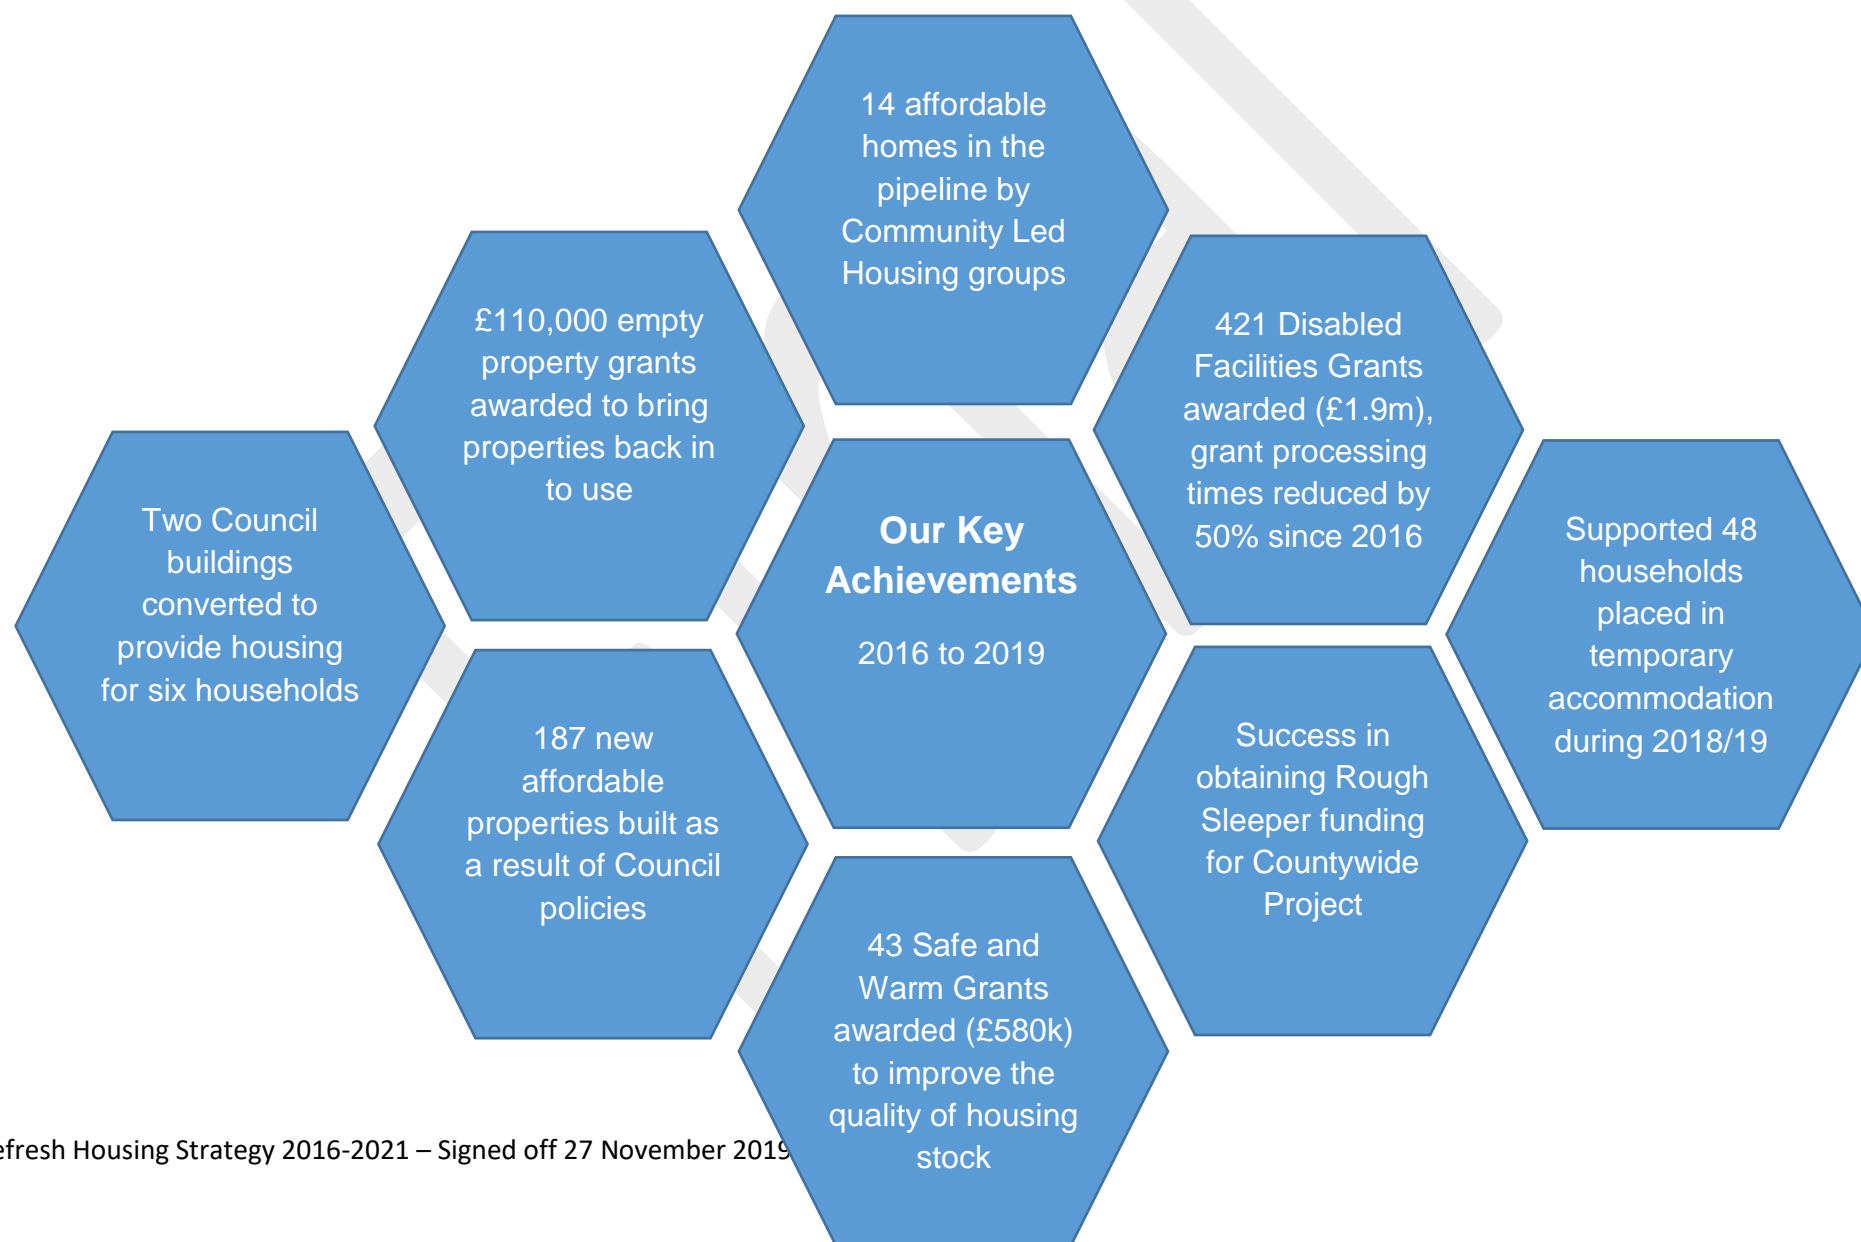 14 affordable
homes in the
pipeline by
Community Led
Housing groups
£110,000 empty
property grants
awarded to bring
properties back in
to use
421 Disabled
Facilities Grants
awarded (£1.9m),
grant processing
times reduced by
50% since 2016
Two Council
buildings
converted to
provide housing
for six households
Our Key
Achievements
2016 to 2019
Supported 48
households
placed in
temporary
accommodation
during 2018/19
187 new
affordable
properties built as
a result of Council
policies
Success in
obtaining Rough
Sleeper funding
for Countywide
Project
43 Safe and
Warm Grants
awarded (£580k)
to improve the
quality of housing
stock
efresh Housing Strategy 2016-2021 – Signed off 27 November 2019